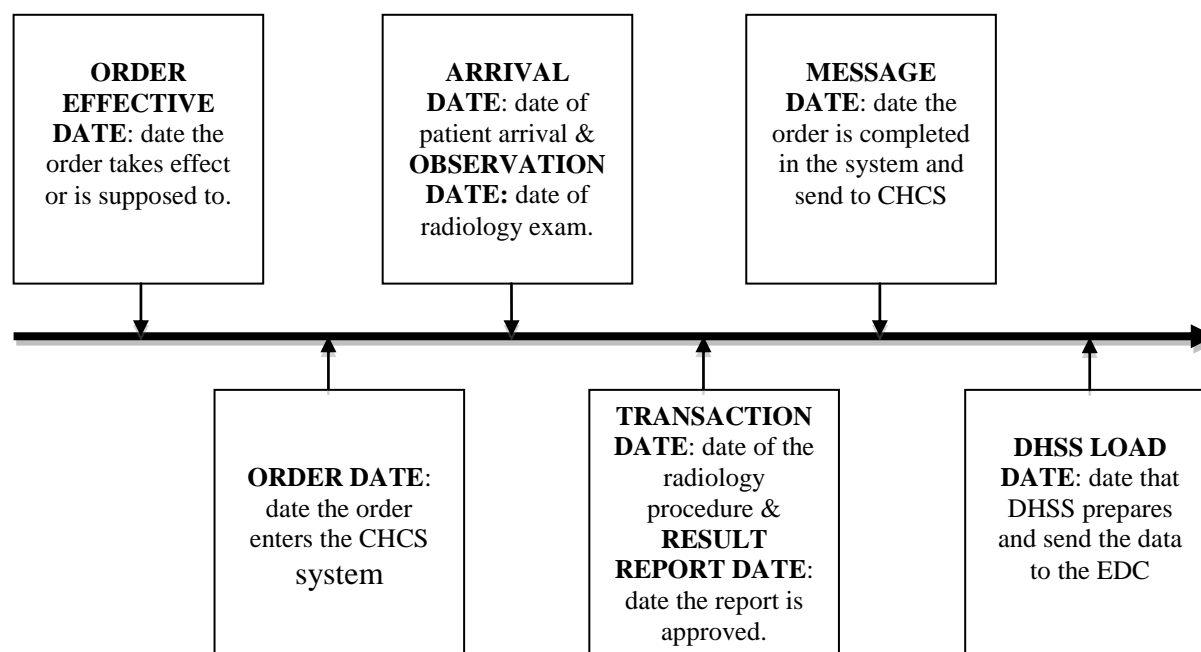 ORDER
EFFECTIVE
DATE: date the
order takes effect
or is supposed to.
ARRIVAL
DATE: date of
patient arrival &
OBSERVATION
DATE: date of
radiology exam.
MESSAGE
DATE: date the
order is completed
in the system and
send to CHCS
ORDER DATE:
date the order
enters the CHCS
system
TRANSACTION
DATE: date of the
radiology
procedure &
RESULT
REPORT DATE:
date the report is
approved.
DHSS LOAD
DATE: date that
DHSS prepares
and send the data
to the EDC